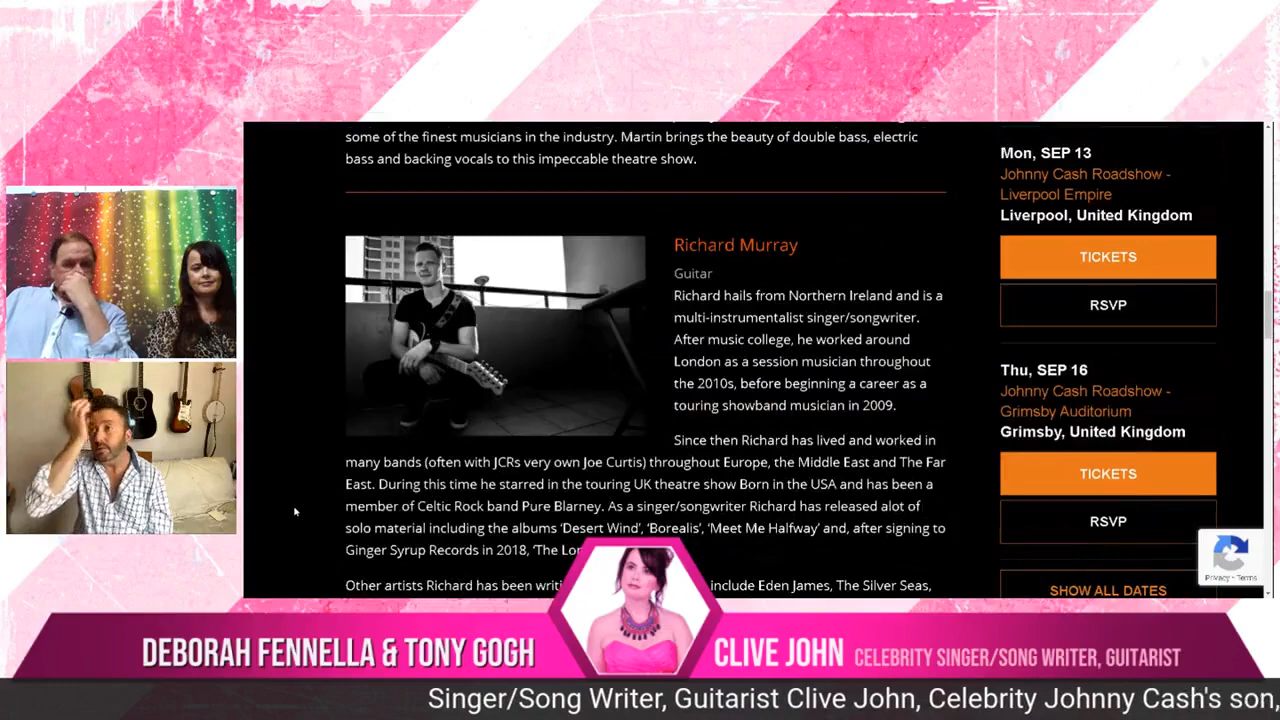 some of the finest musicians in the industry. Martin brings the beauty of double bass, electric
bass and backing vocals to this impeccable theatre show.
Richard Murray
Guitar
Richard hails from Northern Ireland and is a
multi-instrumentalist singer/songwriter.
After music college, he worked around
London as a session musician throughout
the 2010s, before beginning a career as a
touring showband musician in 2009.
Since then Richard has lived and worked in
many bands (often with JCRs very own Joe Curtis) throughout Europe, the Middle East and The Far
East. During this time he starred in the touring UK theatre show Born in the USA and has been a
member of Celtic Rock band Pure Blarney. As a singer/songwriter Richard has released alot of
solo material including the albums ‘Desert Wind’, ‘Borealis’, ‘Meet Me Halfway’ and, after signing to
Ginger Syrup Records in 2018, ‘The
Other artists Richard has been include Eden James, The Silver Seas,
Mon, SEP 13
Johnny Cash Roadshow -
Liverpool Empire
Liverpool, United Kingdom
TICKETS
RSVP
Thu, SEP 16
Johnny Cash Roadshow -
Grimsby Auditorium
Grimsby, United Kingdom
TICKETS
RSVP
SHOW ALL DATES
Privacy - Terms
DEBORAH FENNELLA & TONY GOGH
CLIVE JOHN CELEBRITY SINGER/SONG WRITER, GUITARIST
Singer/Song Writer, Guitarist Clive John, Celebrity Johnny Cash's son,